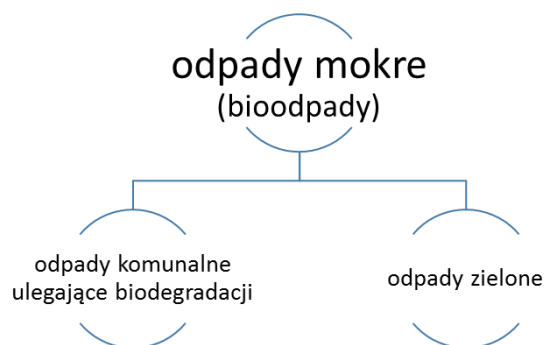 odpady mokre
(bioodpady)
odpady komunalne
ulegające biodegradacji
odpady zielone